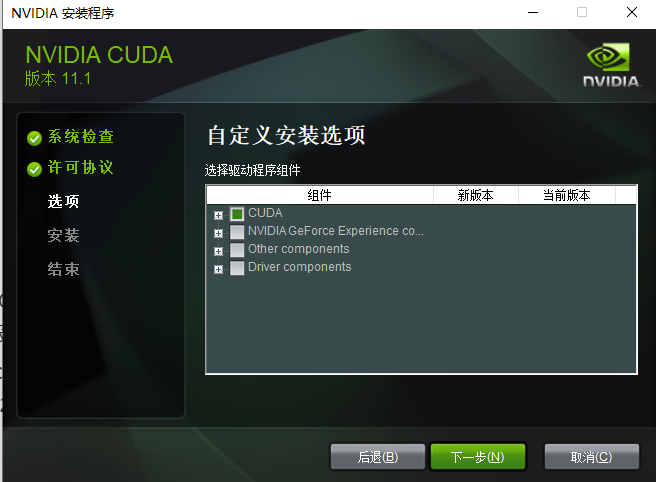 NVIDIA 安装程序
NVIDIA CUDA
版本 11.1
NVIDIA.
系统检查
许可协议
选项
安装
结束
自定义安装选项
选择驱动程序组件
组件 新版本 当前版本
CUDA
NVIDIA GeForce Experience co...
Other components
Driver components
后退(B) 下一步(N) 取消(C)